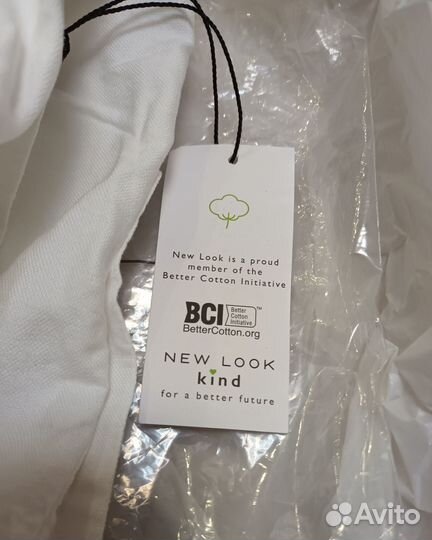 New Look is a proud
member of the
Better Cotton Initiative
BCI Better Cotton Initiative™
BetterCotton.org
NEW LOOK
kind
for a better future
Avito